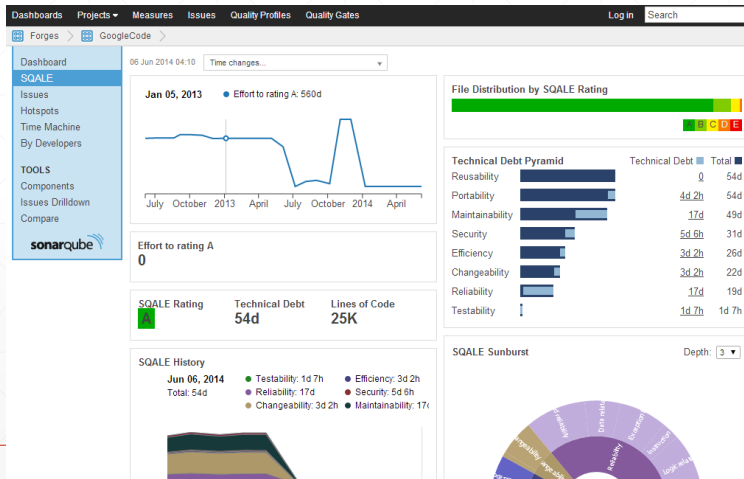 Dashboards Projects Measures Issues Quality Profiles Quality Gates Log in Search
Forges GoogleCode
Dashboard
SQALE
Issues
Hotspots
Time Machine
By Developers
TOOLS
Components
Issues Drilldown
Compare
sonarqube
06 Jun 2014 04:10 Time changes...
Jan 05, 2013 Effort to rating A: 560d
July October 2013 April July October 2014 April
Effort to rating A
0
SQALE Rating Technical Debt Lines of Code
A 54d 25K
SQALE History
Jun 06, 2014 Testability: 1d 7h Efficiency: 3d 2h
Total: 54d Reliability: 17d Security: 5d 6h
Changeability: 3d 2h Maintainability: 17d
File Distribution by SQALE Rating
A B C D E
Technical Debt Pyramid Technical Debt Total
Reusability 0 54d
Portability 4d 2h 54d
Maintainability 17d 49d
Security 5d 6h 31d
Efficiency 3d 2h 26d
Changeability 3d 2h 22d
Reliability 17d 19d
Testability 1d 7h 1d 7h
SQALE Sunburst Depth: 3
Reliability